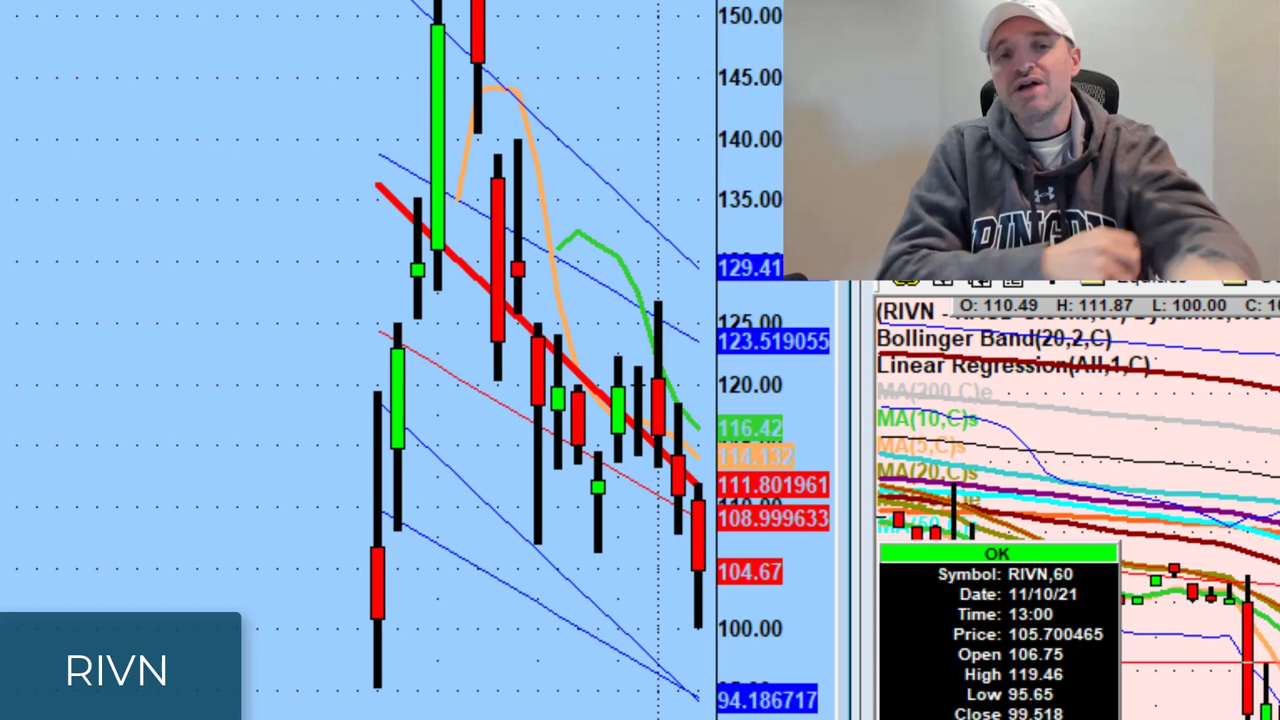 150.00
145.00
140.00
135.00
129.41
125.00
123.519055
120.00
116.42
114.132
111.801961
108.999633
104.67
100.00
94.186717
RIVN
O: 110.49 H: 111.87 L: 100.00 C: 10
(RIVN -
Bollinger Band(20,2,C)
Linear Regression(All,1,C)
MA(200,C)e
MA(10,C)s
MA(5,C)s
MA(20,C)s
OK
Symbol: RIVN,60
Date: 11/10/21
Time: 13:00
Price: 105.700465
Open 106.75
High 119.46
Low 95.65
Close 99.518